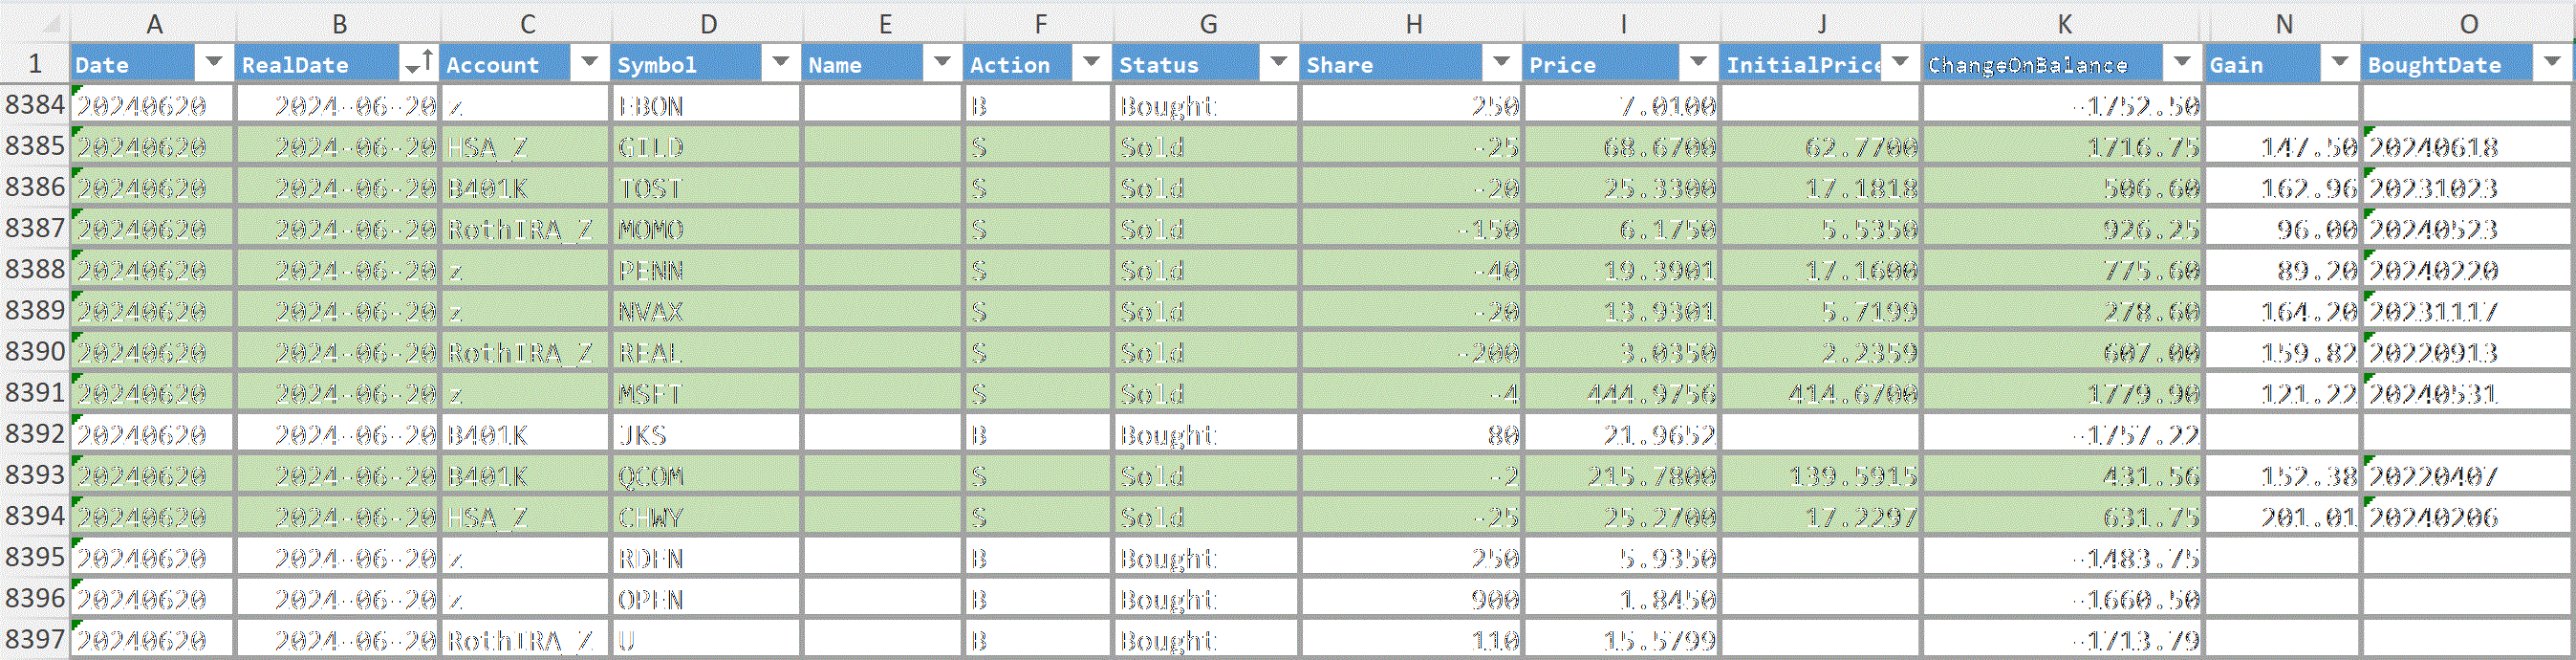 A B C D E F G H I J K N O
1 Date RealDate Account Symbol Name Action Status Share Price InitialPrice ChangeOnBalance Gain BoughtDate
8384 20240620 2024-06-20 z EBON B Bought 250 7.0100 -1752.50
8385 20240620 2024-06-20 HSA_Z GILD S Sold -25 68.6700 62.7700 1716.75 147.50 20240618
8386 20240620 2024-06-20 B401K TOST S Sold -20 25.3300 17.1818 506.60 162.96 20231023
8387 20240620 2024-06-20 RothIRA_Z MOMO S Sold -150 6.1750 5.5350 926.25 96.00 20240523
8388 20240620 2024-06-20 z PENN S Sold -40 19.3901 17.1600 775.60 89.20 20240220
8389 20240620 2024-06-20 z NVAX S Sold -20 13.9301 5.7199 278.60 164.20 20231117
8390 20240620 2024-06-20 RothIRA_Z REAL S Sold -200 3.0350 2.2359 607.00 159.82 20220913
8391 20240620 2024-06-20 z MSFT S Sold -4 444.9756 414.6700 1779.90 121.22 20240531
8392 20240620 2024-06-20 B401K JKS B Bought 80 21.9652 -1757.22
8393 20240620 2024-06-20 B401K QCOM S Sold -2 215.7800 139.5915 431.56 152.38 20220407
8394 20240620 2024-06-20 HSA_Z CHWY S Sold -25 25.2700 17.2297 631.75 201.01 20240206
8395 20240620 2024-06-20 z RDFN B Bought 250 5.9350 -1483.75
8396 20240620 2024-06-20 z OPEN B Bought 900 1.8450 -1660.50
8397 20240620 2024-06-20 RothIRA_Z U B Bought 110 15.5799 -1713.79